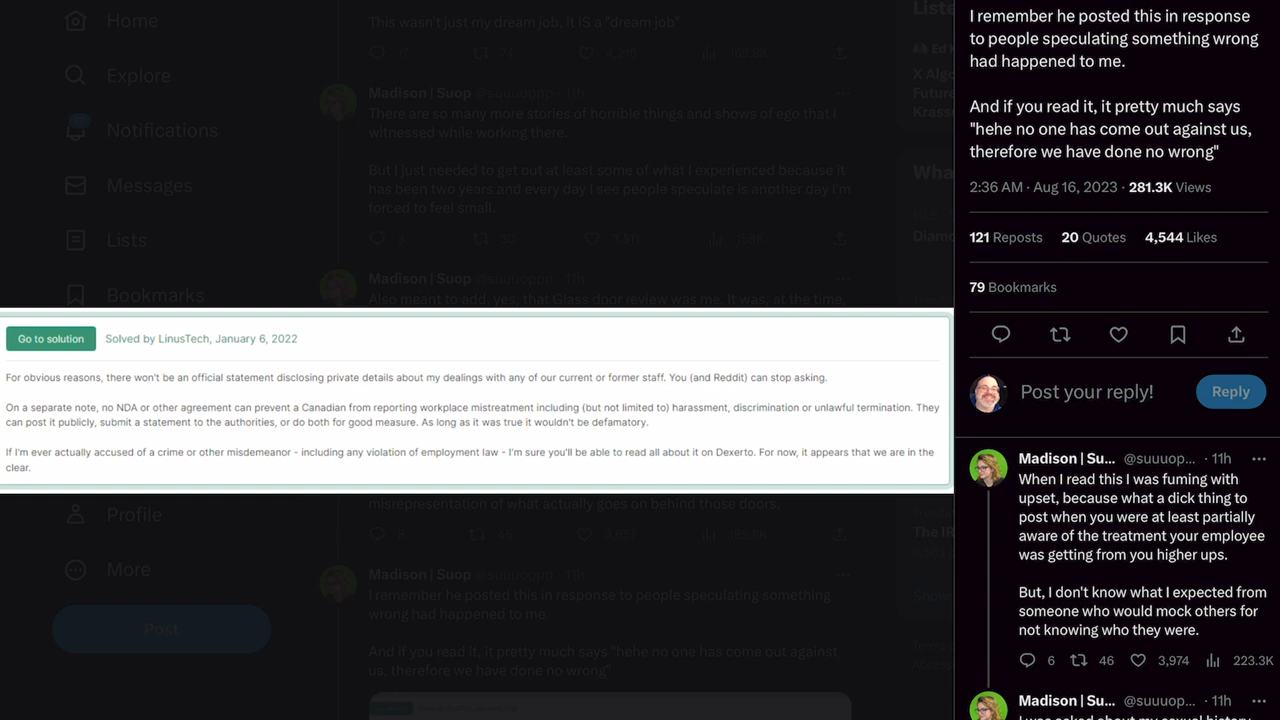 Home
Explore
Notifications
Messages
Lists
Bookmarks
Profile
More
Post
This wasn't just my dream job, it IS a "dream job"
Madison | Suop @suuuoppp · 11h
There are so many more stories of horrible things and shows of ego that I
witnessed while working there.
But I just needed to get out at least some of what I experienced because it
has been two years and every day I see people speculate is another day I'm
forced to feel small.
Madison | Suop @suuuoppp · 11h
Also meant to add, yes, that Glass door review was me. It was, at the time,
Go to solution
Solved by LinusTech, January 6, 2022
For obvious reasons, there won't be an official statement disclosing private details about my dealings with any of our current or former staff. You (and Reddit) can stop asking.
On a separate note, no NDA or other agreement can prevent a Canadian from reporting workplace mistreatment including (but not limited to) harassment, discrimination or unlawful termination. They
can post it publicly, submit a statement to the authorities, or do both for good measure. As long as it was true it wouldn't be defamatory.
If I'm ever actually accused of a crime or other misdemeanor - including any violation of employment law - I'm sure you'll be able to read all about it on Dexerto. For now, it appears that we are in the
clear.
misrepresentation of what actually goes on behind those doors.
Madison | Suop @suuuoppp · 11h
I remember he posted this in response to people speculating something
wrong had happened to me.
And if you read it, it pretty much says "hehe no one has come out against
us, therefore we have done no wrong"
I remember he posted this in response
to people speculating something wrong
had happened to me.
And if you read it, it pretty much says
"hehe no one has come out against us,
therefore we have done no wrong"
2:36 AM · Aug 16, 2023 · 281.3K Views
121 Reposts 20 Quotes 4,544 Likes
79 Bookmarks
Post your reply!
Reply
Madison | Su... @suuuop... · 11h
When I read this I was fuming with
upset, because what a dick thing to
post when you were at least partially
aware of the treatment your employee
was getting from you higher ups.
But, I don't know what I expected from
someone who would mock others for
not knowing who they were.
6 46 3,974 223.3K
Madison | Su... @suuuop... · 11h
I was asked about my sexual history